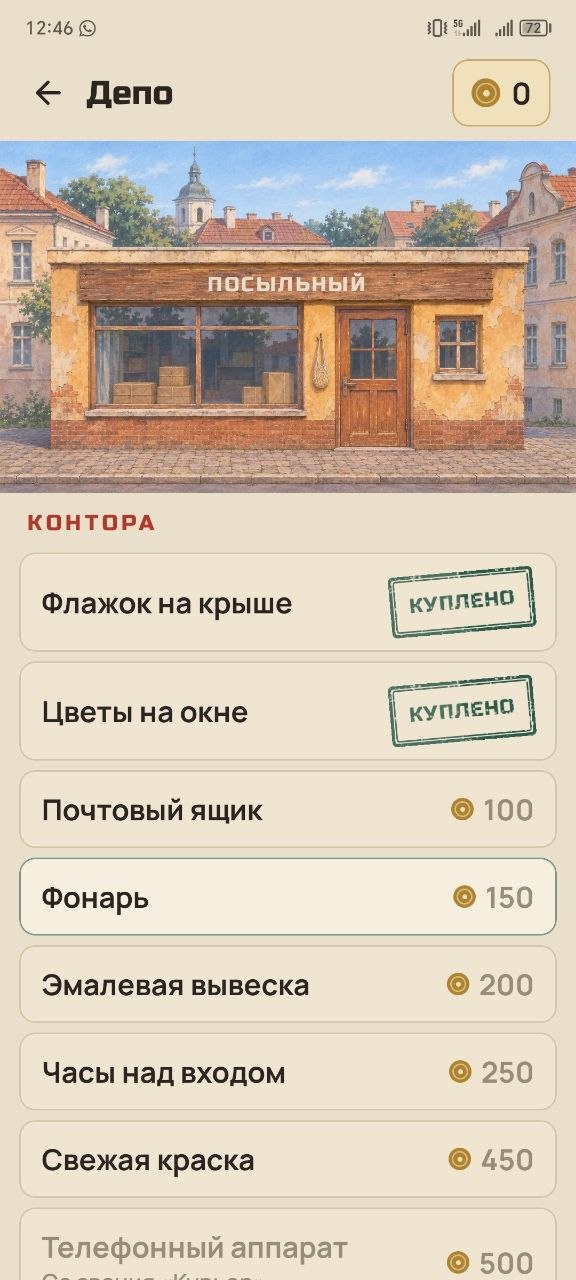 12:46
5G
72
Депо
0
ПОСЫЛЬНЫЙ
КОНТОРА
Флажок на крыше
КУПЛЕНО
Цветы на окне
КУПЛЕНО
Почтовый ящик
100
Фонарь
150
Эмалевая вывеска
200
Часы над входом
250
Свежая краска
450
Телефонный аппарат
500